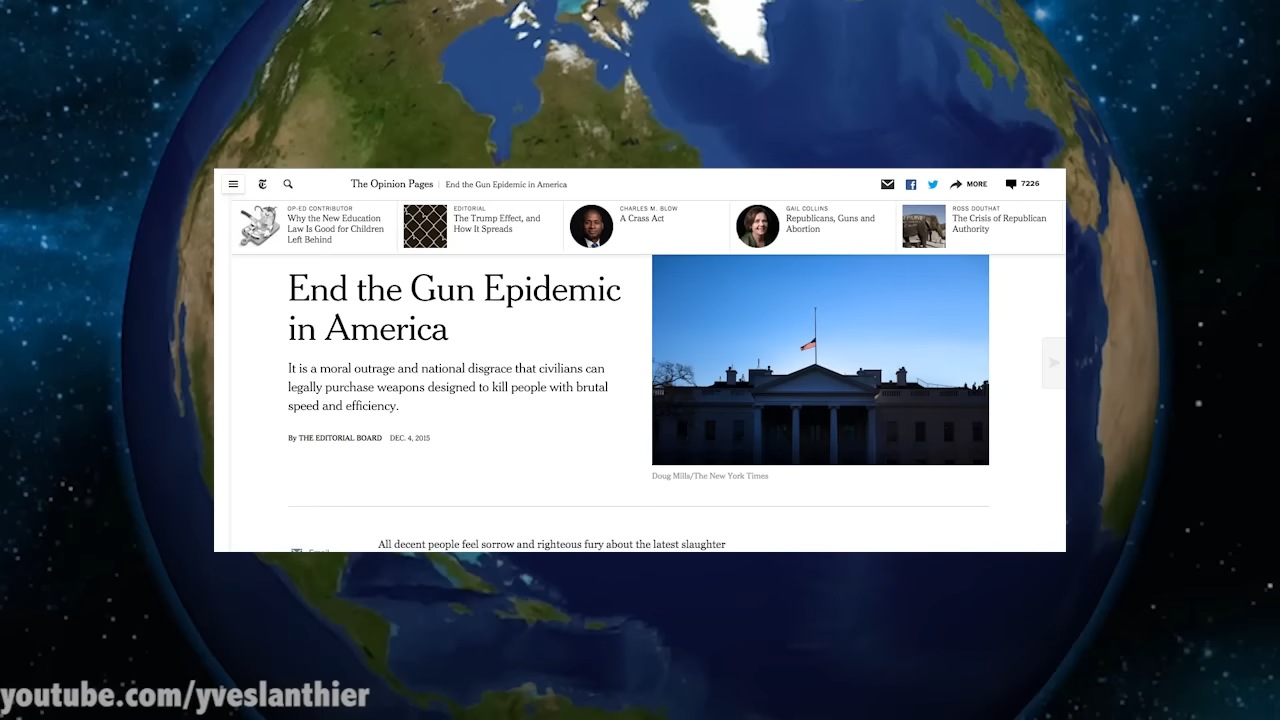 The Opinion Pages | End the Gun Epidemic in America
MORE
7226
OP-ED CONTRIBUTOR
Why the New Education
Law Is Good for Children
Left Behind
EDITORIAL
The Trump Effect, and
How It Spreads
CHARLES M. BLOW
A Crass Act
GAIL COLLINS
Republicans, Guns and
Abortion
ROSS DOUTHAT
The Crisis of Republican
Authority
End the Gun Epidemic
in America
It is a moral outrage and national disgrace that civilians can
legally purchase weapons designed to kill people with brutal
speed and efficiency.
By THE EDITORIAL BOARD DEC. 4, 2015
Doug Mills/The New York Times
All decent people feel sorrow and righteous fury about the latest slaughter
youtube.com/yveslanthier